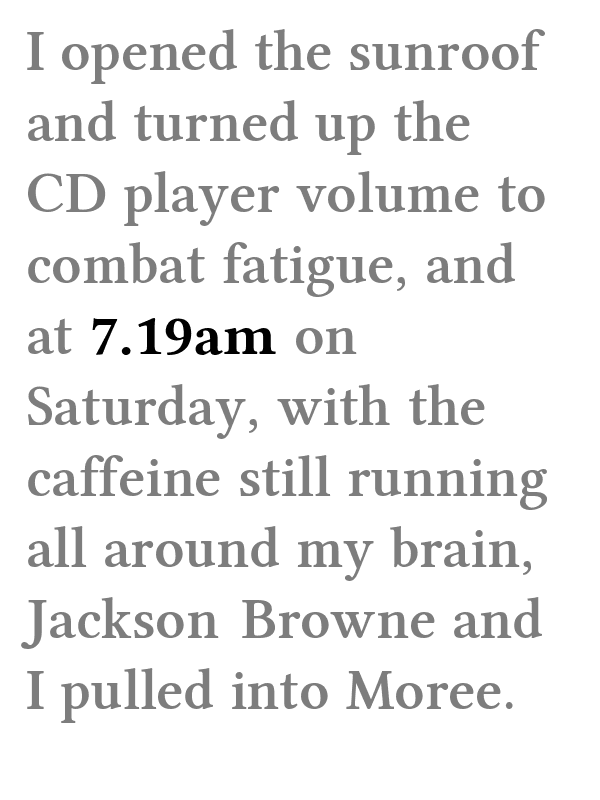 I opened the sunroof
and turned up the
CD player volume to
combat fatigue, and
at 7.19am on
Saturday, with the
caffeine still running
all around my brain,
Jackson Browne and
I pulled into Moree.